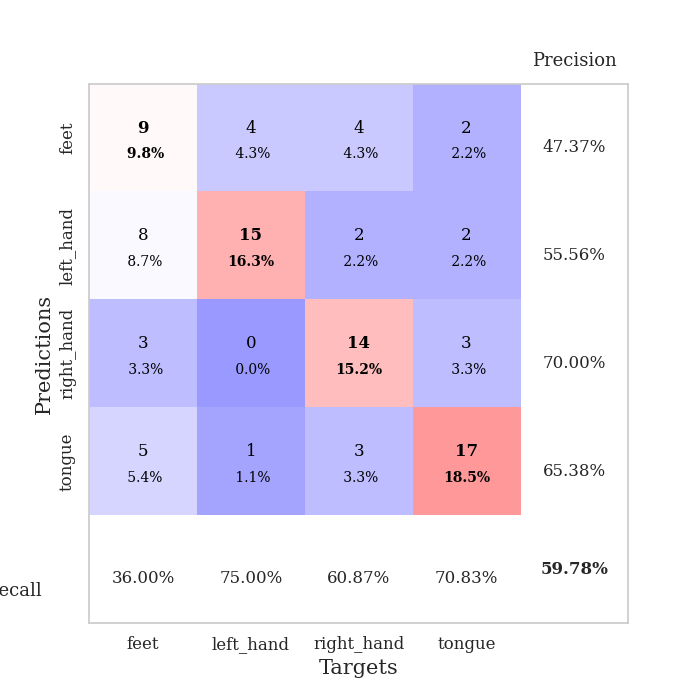 Precision
feet
9 4 4 2
9.8% 4.3% 4.3% 2.2%
47.37%
left_hand
8 15 2 2
8.7% 16.3% 2.2% 2.2%
55.56%
Predictions
right_hand
3 0 14 3
3.3% 0.0% 15.2% 3.3%
70.00%
tongue
5 1 3 17
5.4% 1.1% 3.3% 18.5%
65.38%
ecall
36.00% 75.00% 60.87% 70.83% 59.78%
feet left_hand right_hand tongue
Targets